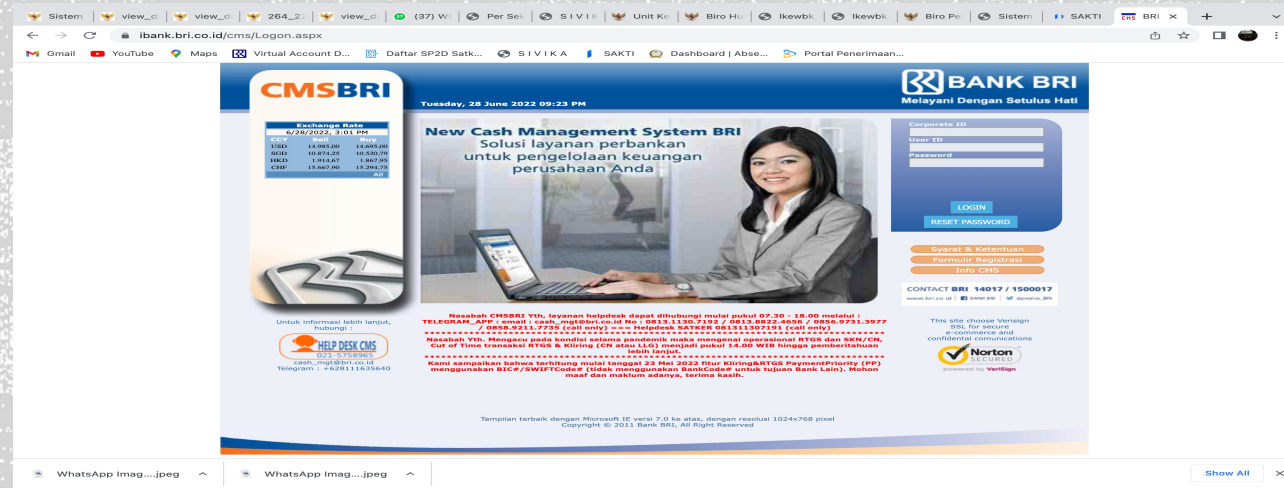 Sistem
view_d
view_d
264_22
view_d
(37) Wh
Per Sek
S I V I K
Unit Ke
Biro Hu
Ikewbk
Ikewbk
Biro Pe
Sistem
SAKTI
BRI
ibank.bri.co.id/cms/Logon.aspx
Gmail
YouTube
Maps
Virtual Account D...
Daftar SP2D Satk...
S I V I K A
SAKTI
Dashboard | Abse...
Portal Penerimaan...
CMSBRI
Tuesday, 28 June 2022 09:23 PM
BANK BRI
Melayani Dengan Setulus Hati
Exchange Rate
6/28/2022, 3:01 PM
CCY Sell Buy
USD 14.985,00 14.695,00
SGD 10.874,25 10.520,79
HKD 1.914,67 1.867,95
CHF 15.667,90 15.294,75
All
New Cash Management System BRI
Solusi layanan perbankan
untuk pengelolaan keuangan
perusahaan Anda
Corporate ID
User ID
Password
LOGIN
RESET PASSWORD
Syarat & Ketentuan
Formulir Registrasi
Info CMS
CONTACT BRI 14017 / 1500017
www.bri.co.id | BANK BRI | @promo_BRI
Untuk informasi lebih lanjut,
hubungi :
HELP DESK CMS
021-5758965
cash_mgt@bri.co.id
Telegram : +628111635640
Nasabah CMSBRI Yth, layanan helpdesk dapat dihubungi mulai pukul 07.30 - 18.00 melalui :
TELEGRAM_APP : email : cash_mgt@bri.co.id No : 0813.1130.7192 / 0813.8822.4656 / 0856.9731.3977
/ 0858.9211.7735 (call only) === Helpdesk SATKER 081311307191 (call only)
Nasabah Yth. Mengacu pada kondisi selama pandemik maka mengenai operasional RTGS dan SKN/CN,
Cut of Time transaksi RTGS & Kliring (CN atau LLG) menjadi pukul 14.00 WIB hingga pemberitahuan
lebih lanjut.
Kami sampaikan bahwa terhitung mulai tanggal 23 Mei 2022 fitur Kliring&RTGS PaymentPriority (PP)
menggunakan BIC#/SWIFTCode# (tidak menggunakan BankCode# untuk tujuan Bank Lain). Mohon
maaf dan maklum adanya, terima kasih.
This site choose Verisign
SSL for secure
e-commerce and
confidental comunications
Norton
SECURED
powered by VeriSign
Tampilan terbaik dengan Microsoft IE versi 7.0 ke atas, dengan resolusi 1024x768 pixel
Copyright © 2011 Bank BRI, All Right Reserved
WhatsApp Imag....jpeg
WhatsApp Imag....jpeg
Show All